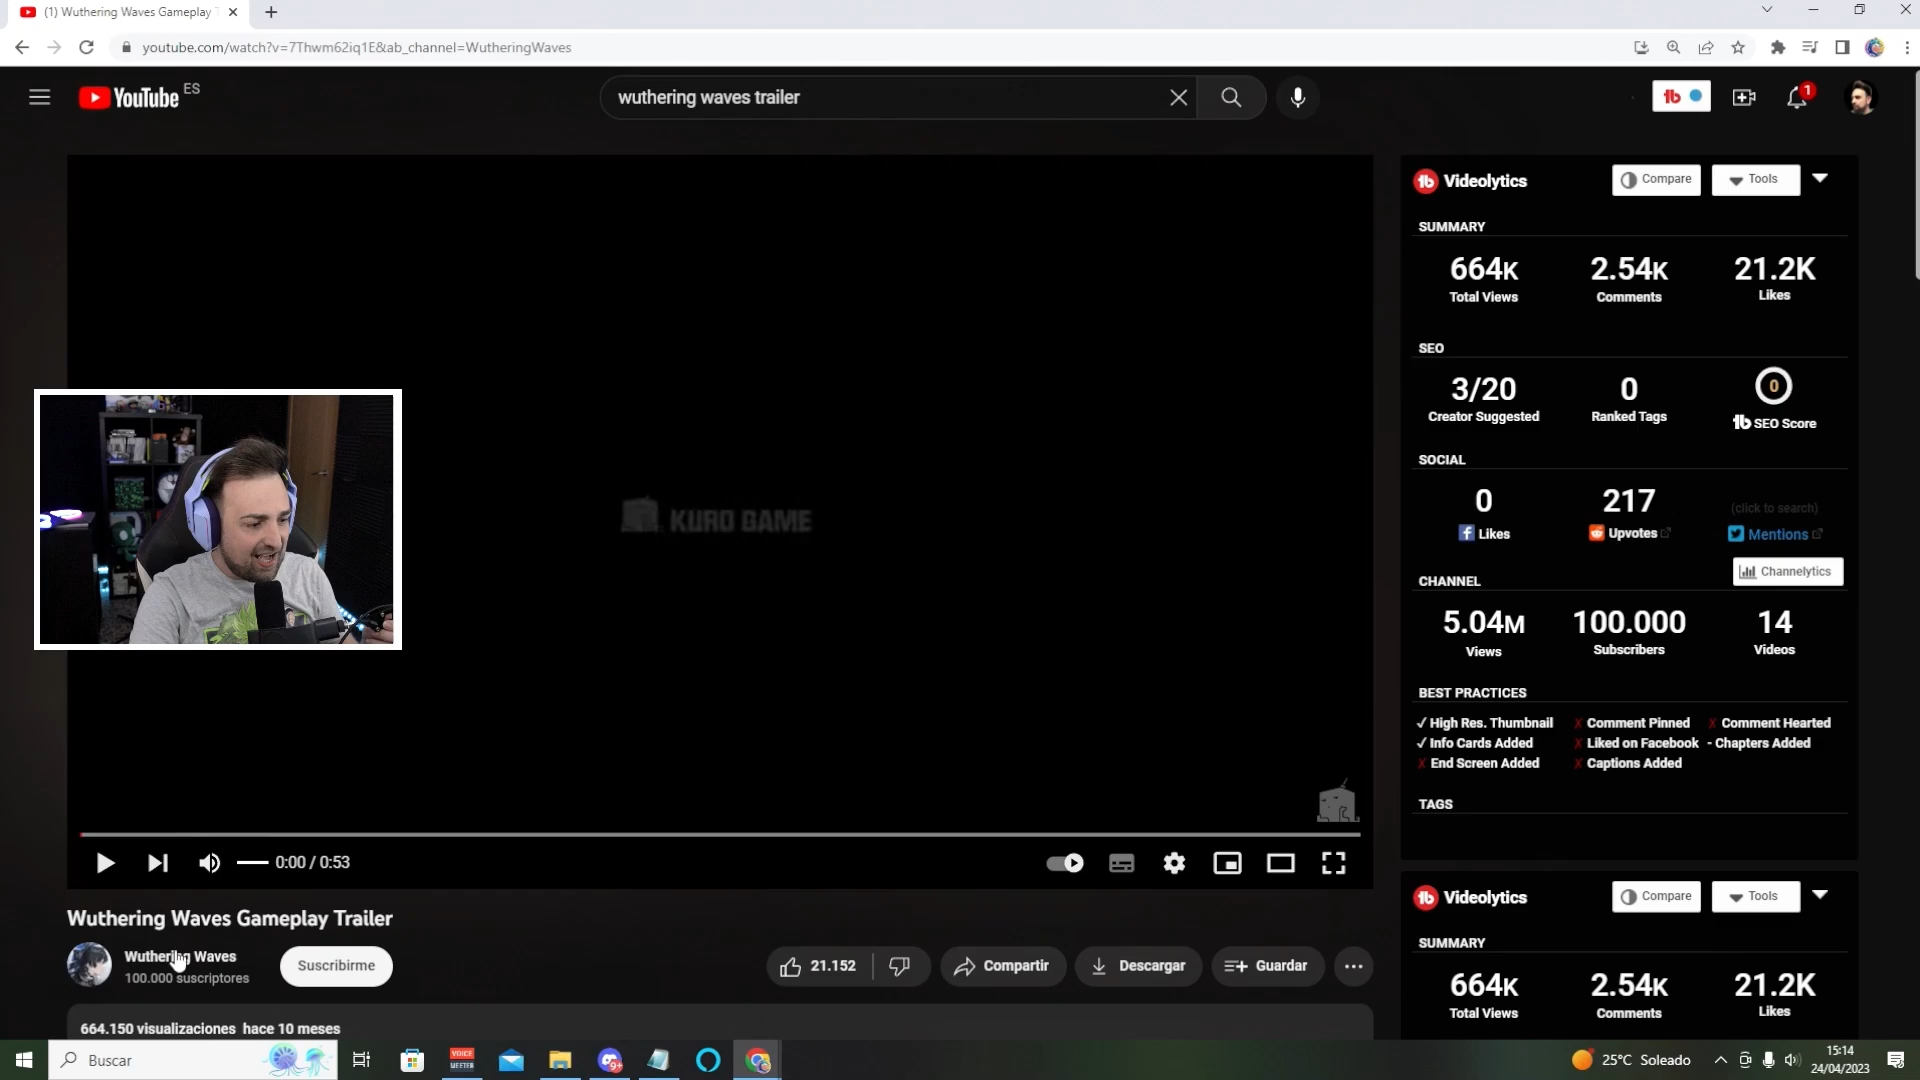 (1) Wuthering Waves Gameplay T
youtube.com/watch?v=7Thwm62iq1E&ab_channel=WutheringWaves
YouTube ES
wuthering waves trailer
1
KURO GAME
0:00 / 0:53
Wuthering Waves Gameplay Trailer
Wuthering Waves
100.000 suscriptores
Suscribirme
21.152
Compartir
Descargar
Guardar
664.150 visualizaciones hace 10 meses
Videolytics
Compare
Tools
SUMMARY
664K 2.54K 21.2K
Total Views Comments Likes
SEO
3/20 0 0
Creator Suggested Ranked Tags SEO Score
SOCIAL
0 217 (click to search)
Likes Upvotes Mentions
CHANNEL
Channelytics
5.04M 100.000 14
Views Subscribers Videos
BEST PRACTICES
✓ High Res. Thumbnail ✗ Comment Pinned ✗ Comment Hearted
✓ Info Cards Added ✗ Liked on Facebook - Chapters Added
✗ End Screen Added ✗ Captions Added
TAGS
Videolytics
Compare
Tools
SUMMARY
664K 2.54K 21.2K
Total Views Comments Likes
Buscar
VOICE
MEETER
9+
25°C Soleado
15:14
24/04/2023